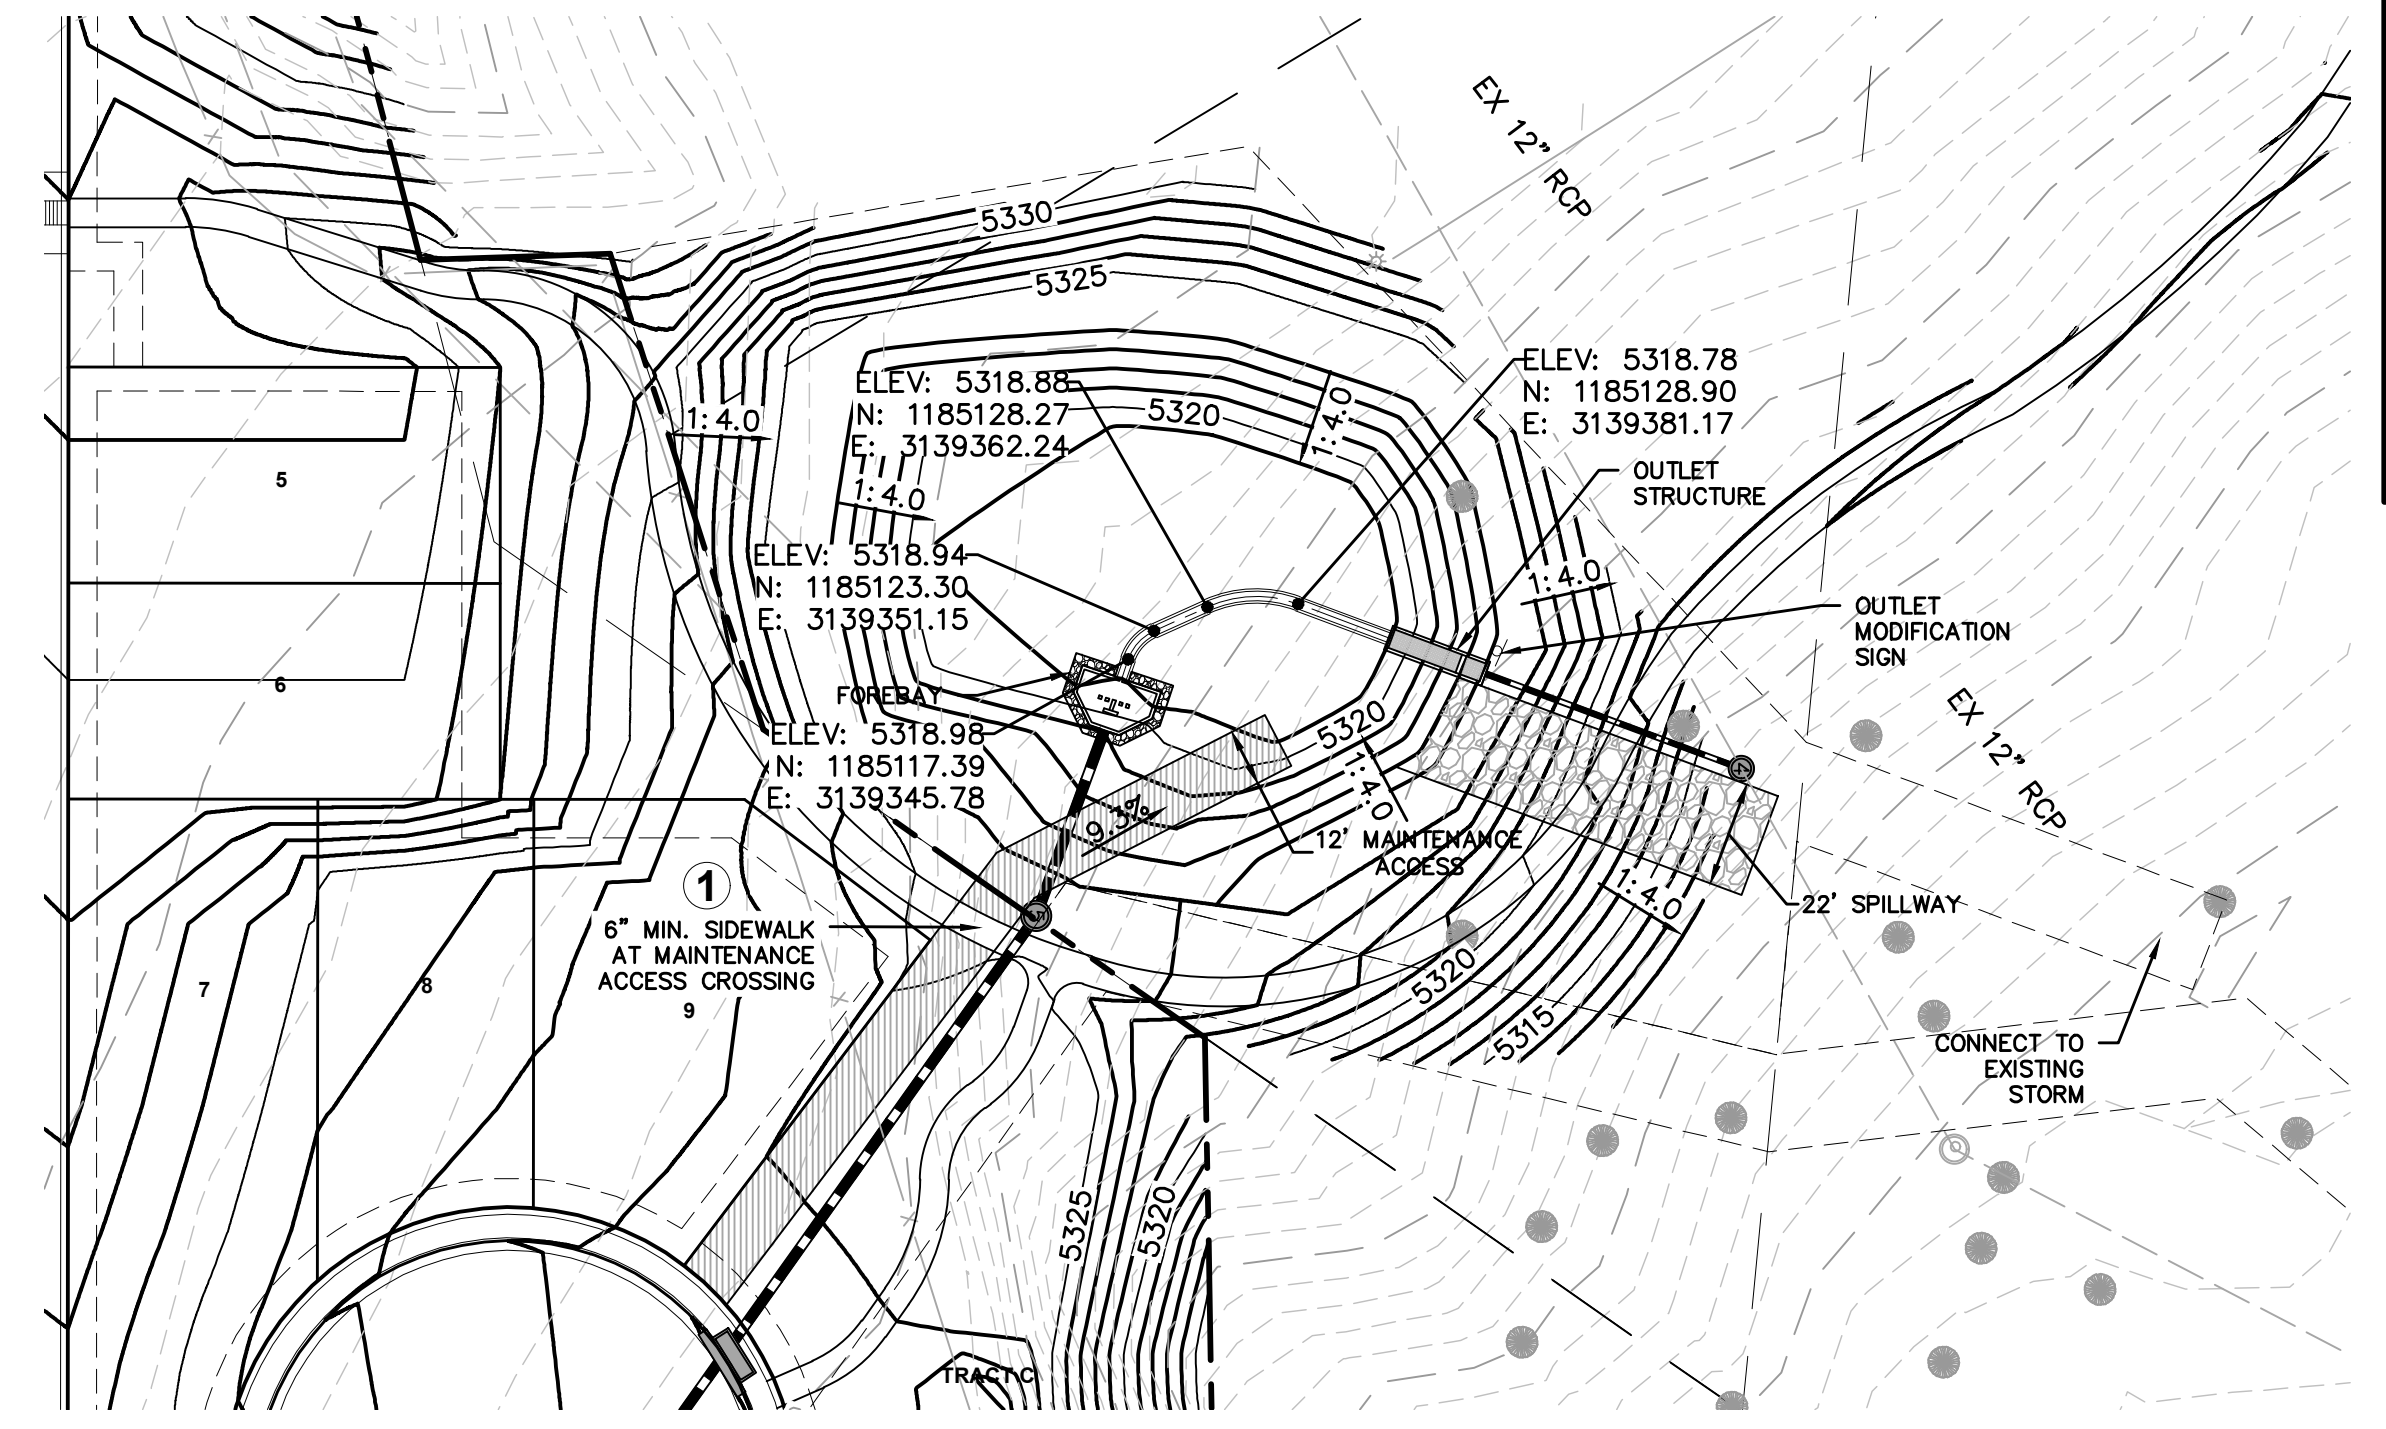 EX 12” RCP
5330
5325
ELEV: 5318.88
N: 1185128.27
E: 3139362.24
5320
1: 4.0
ELEV: 5318.78
N: 1185128.90
E: 3139381.17
1: 4.0
OUTLET
STRUCTURE
5
1: 4.0
ELEV: 5318.94
N: 1185123.30
E: 3139351.15
1: 4.0
OUTLET
MODIFICATION
SIGN
6
FOREBAY
ELEV: 5318.98
N: 1185117.39
E: 3139345.78
5320
1: 4.0
EX 12” RCP
4
9.3%
12’ MAINTENANCE
ACCESS
1
6” MIN. SIDEWALK
AT MAINTENANCE
ACCESS CROSSING
5
1: 4.0
22’ SPILLWAY
7
8
9
5320
5315
CONNECT TO
EXISTING
STORM
5325
5320
TRACT C